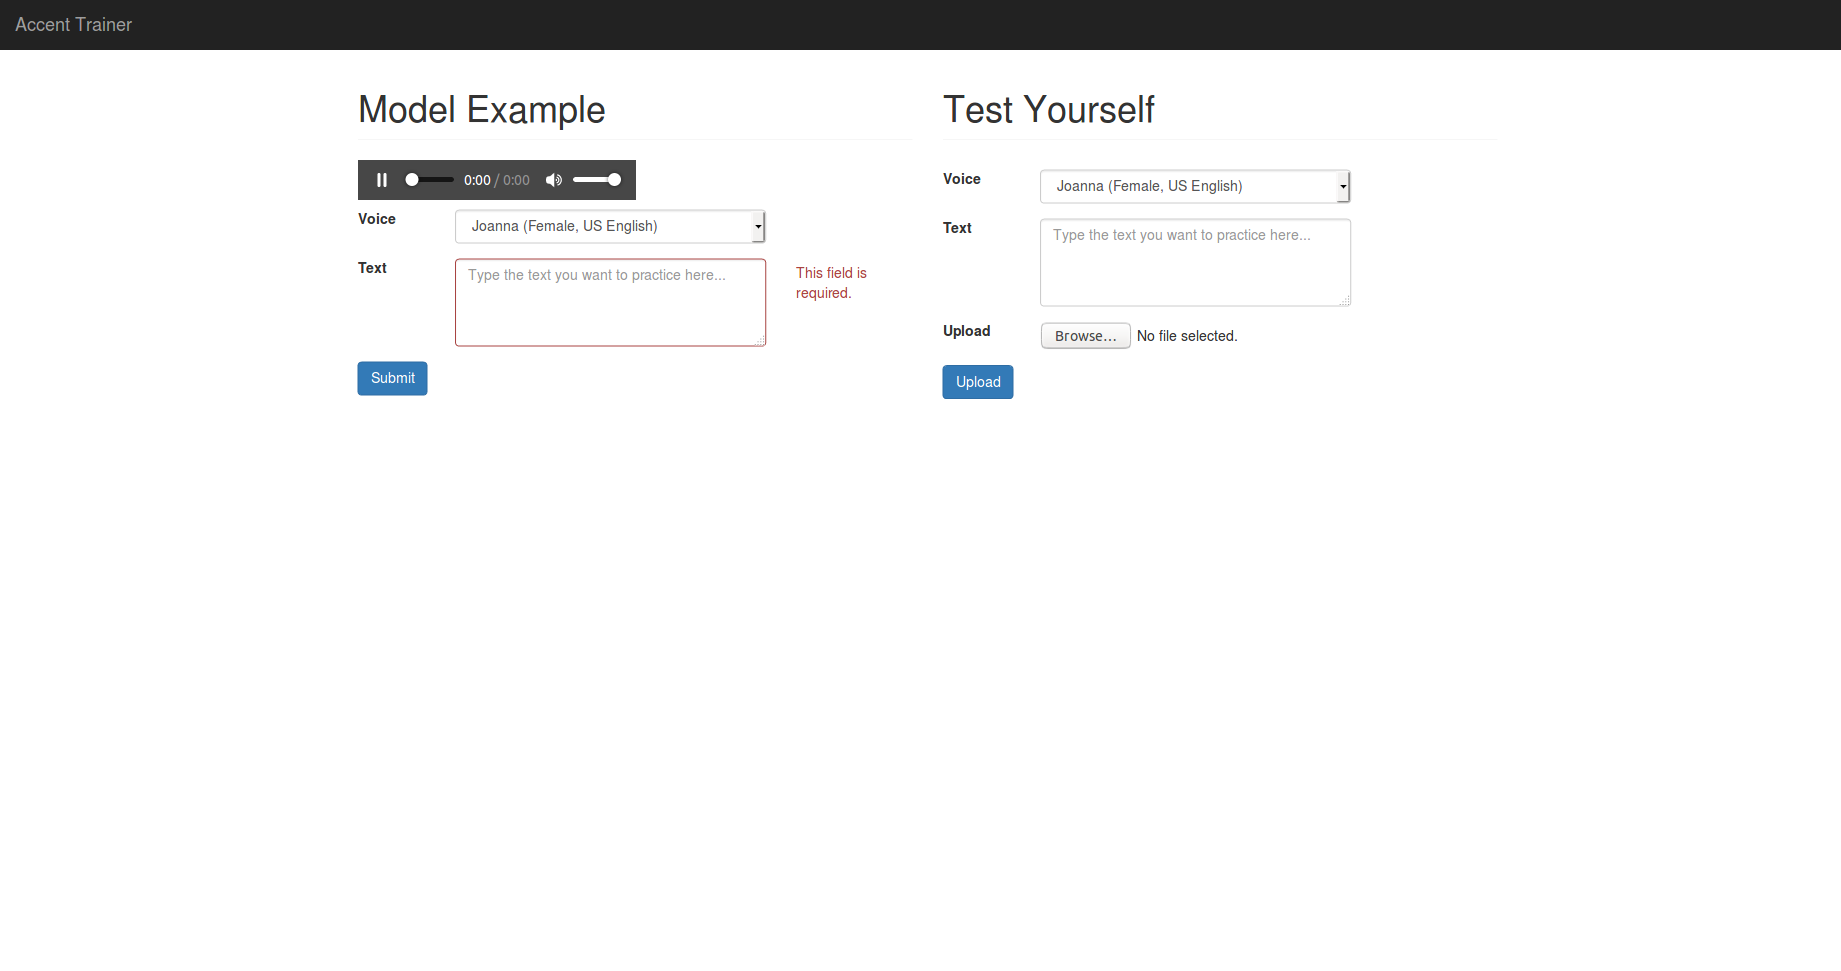 Accent Trainer
Model Example
0:00 / 0:00
Voice
Joanna (Female, US English)
Text
Type the text you want to practice here...
This field is
required.
Submit
Test Yourself
Voice
Joanna (Female, US English)
Text
Type the text you want to practice here...
Upload
Browse... No file selected.
Upload